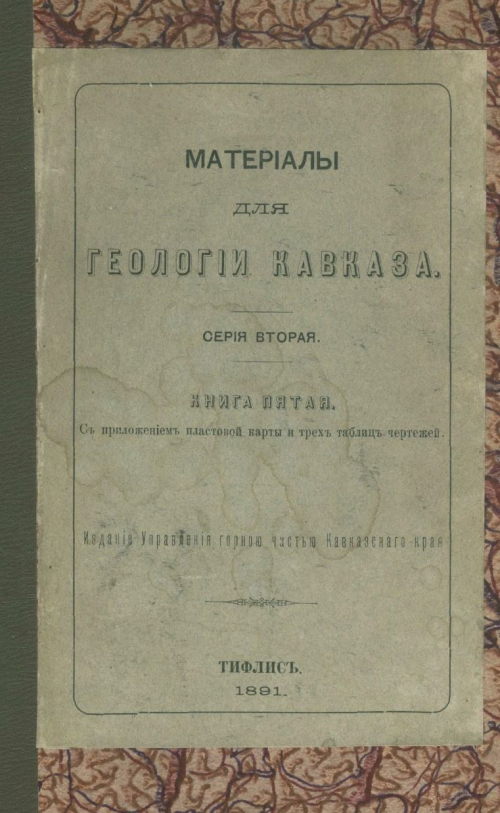 МАТЕРІАЛЫ
ДЛЯ
ГЕОЛОГІИ КАВКАЗА.
СЕРІЯ ВТОРАЯ.
КНИГА ПЯТАЯ.
Съ приложеніемъ пластовой карты и трехъ таблицъ чертежей.
Изданіе Управленія горною частью Кавказскаго края
ТИФЛИСЪ.
1891.